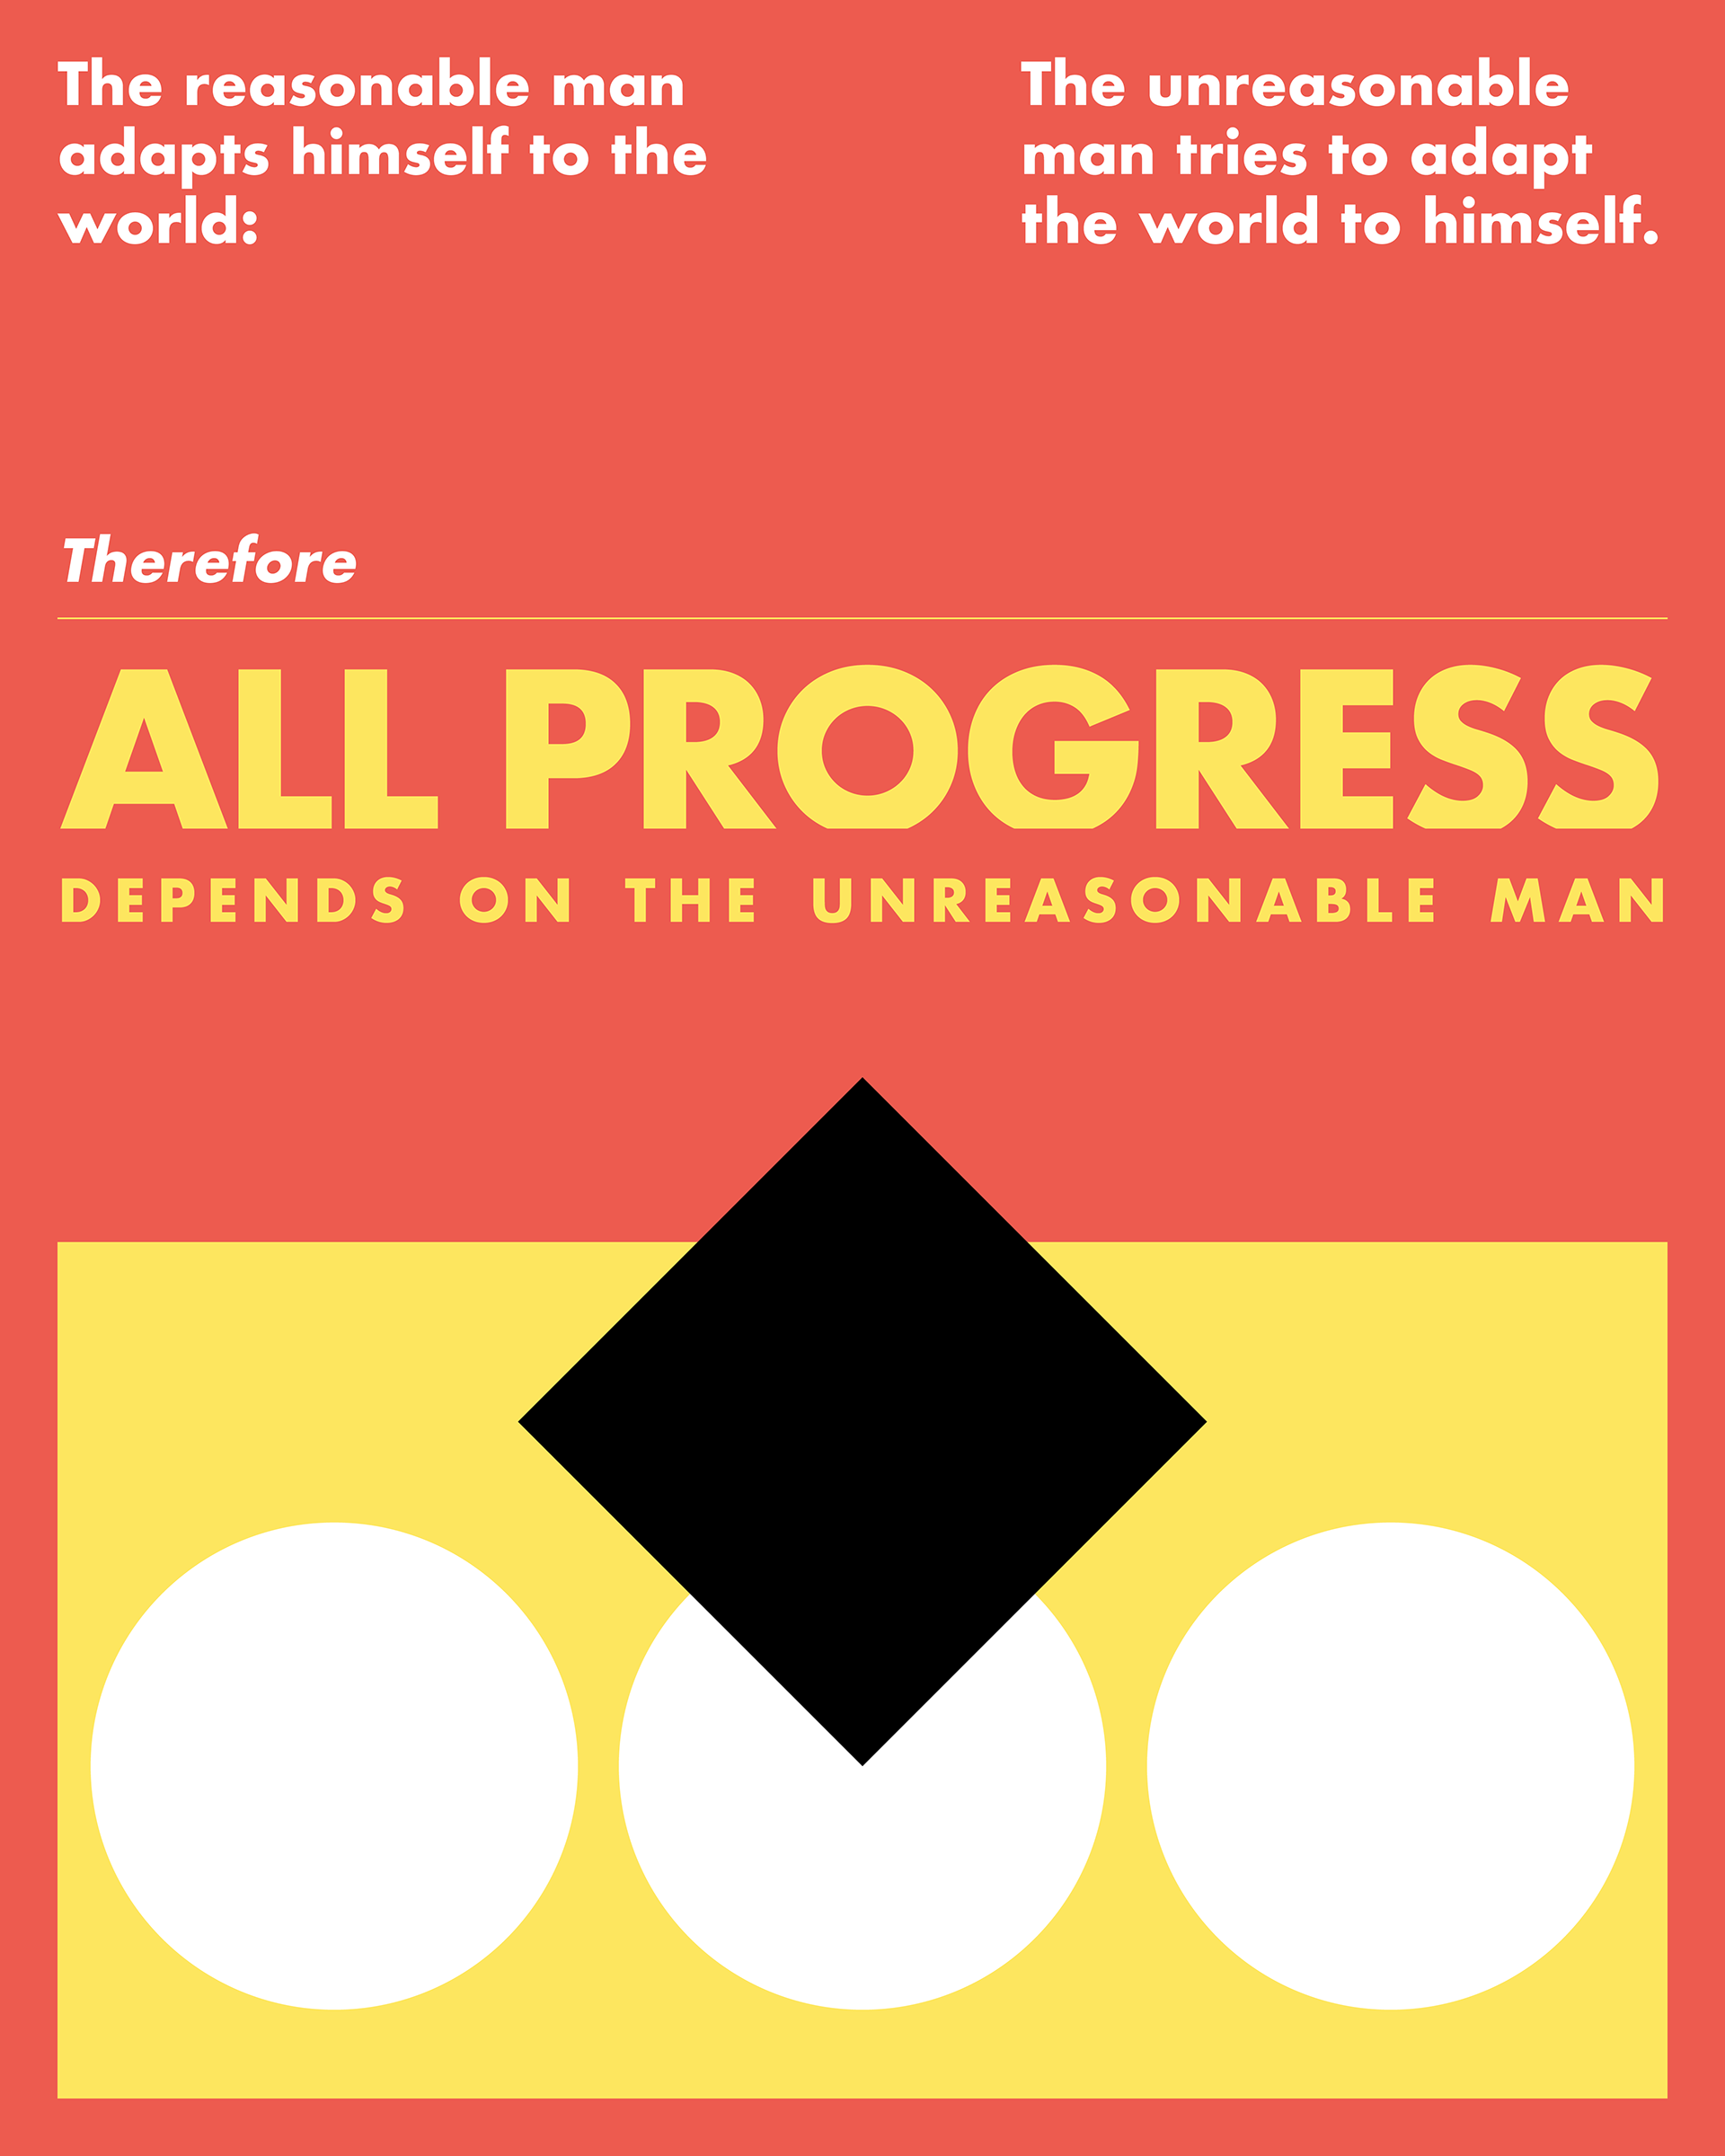 The reasonable man
adapts himself to the
world:
The unreasonable
man tries to adapt
the world to himself.
Therefore
ALL PROGRESS
DEPENDS ON THE UNREASONABLE MAN